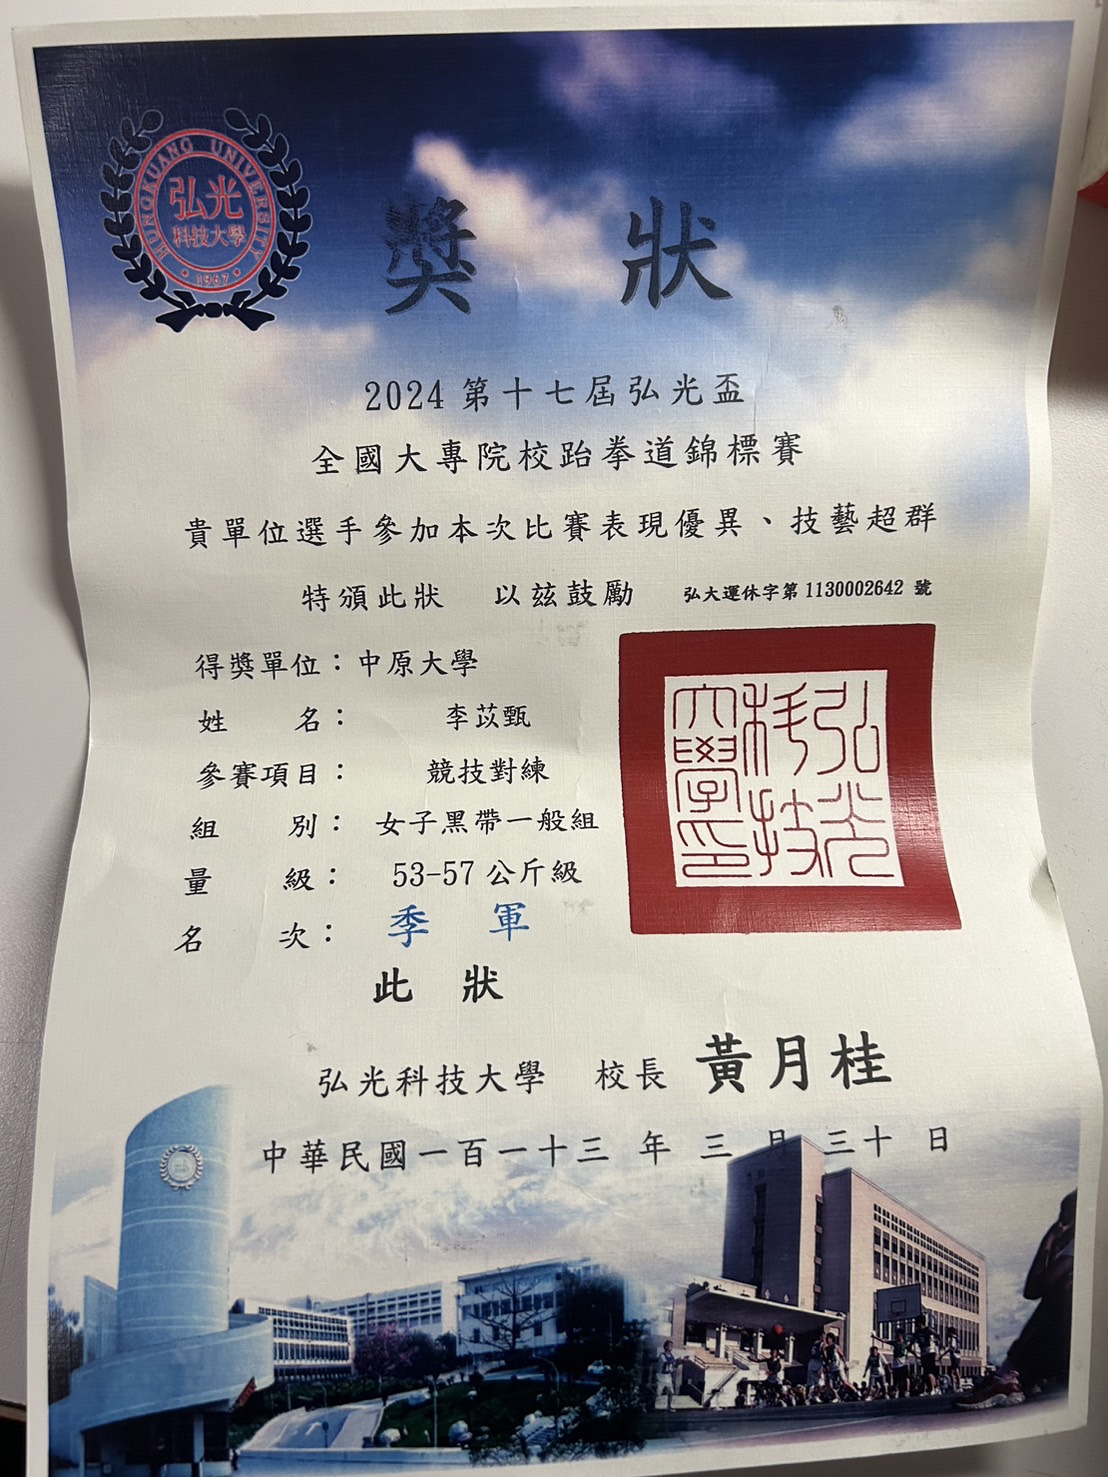 HUNGKUANG UNIVERSITY
弘光
科技大學
1967
獎 狀
2024 第十七屆弘光盃
全國大專院校跆拳道錦標賽
貴單位選手參加本次比賽表現優異、技藝超群
特頒此狀 以茲鼓勵 弘大運休字第 1130002642 號
得獎單位：中原大學
姓 名： 李苡甄
參賽項目： 競技對練
組 別： 女子黑帶一般組
量 級： 53-57 公斤級
名 次： 季 軍
弘光科技大學印
此 狀
弘光科技大學 校長 黃月桂
中華民國一百一十三 年 三 月 三十 日